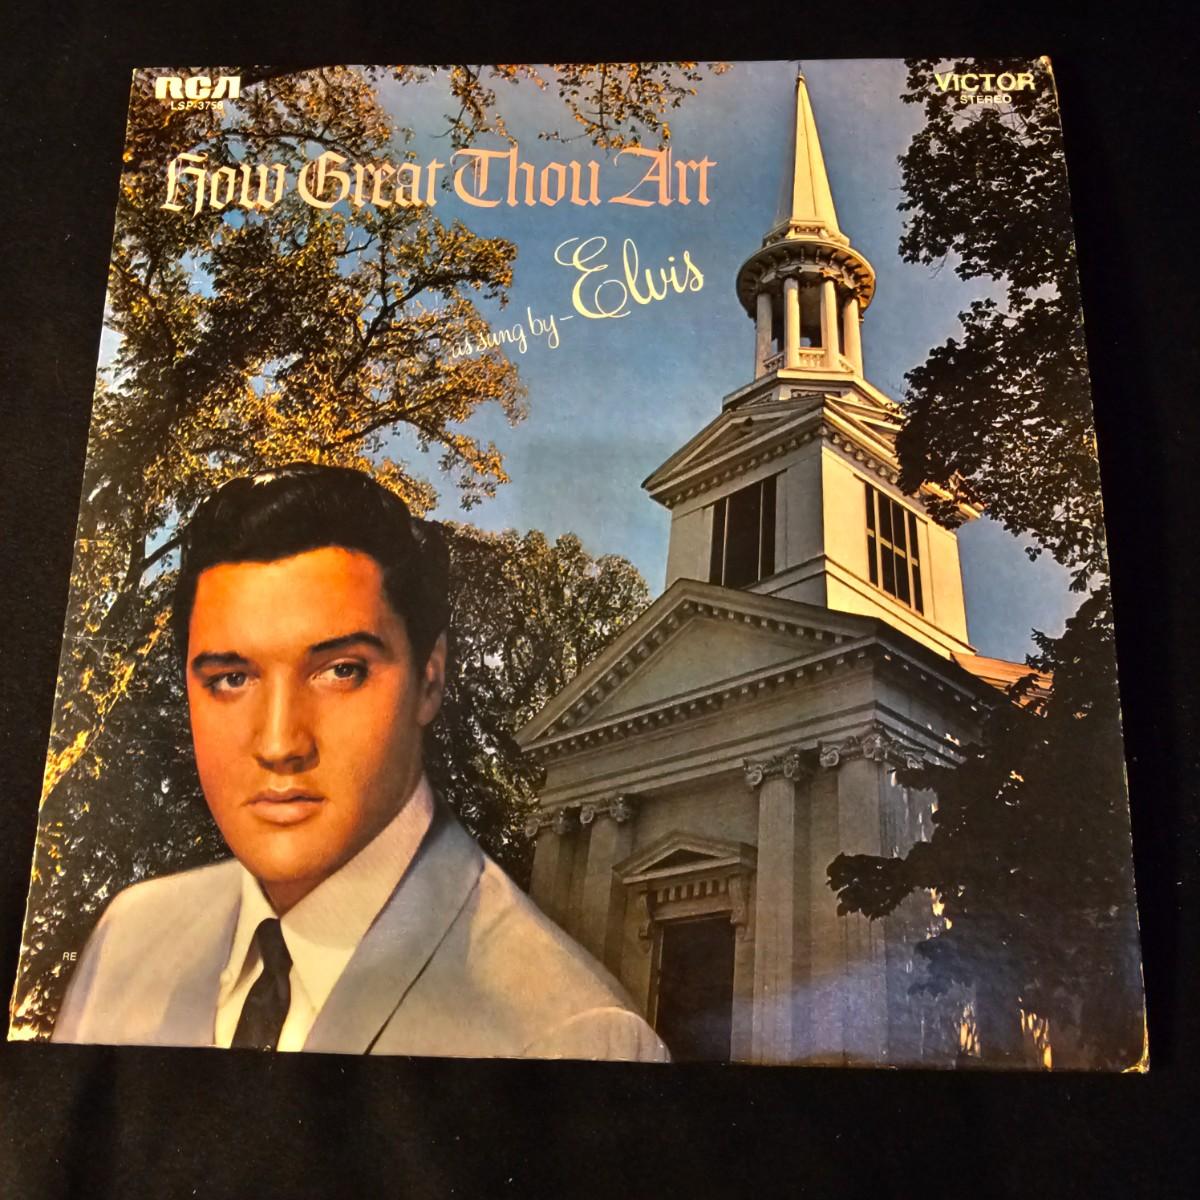 RCA
LSP-3758
VICTOR
STEREO
How Great Thou Art
as sung by-Elvis
RE